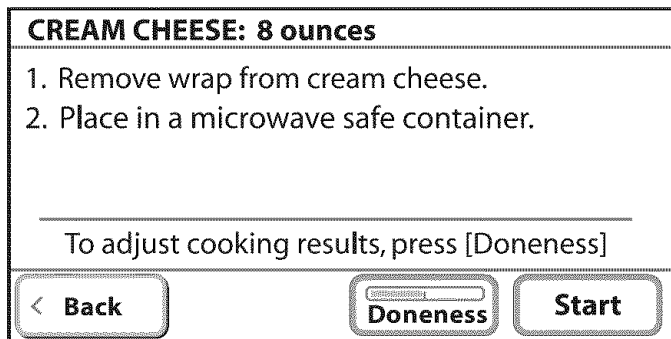 CREAM CHEESE: 8 ounces
1. Remove wrap from cream cheese.
2. Place in a microwave safe container.
To adjust cooking results, press [Doneness]
< Back
Doneness
Start